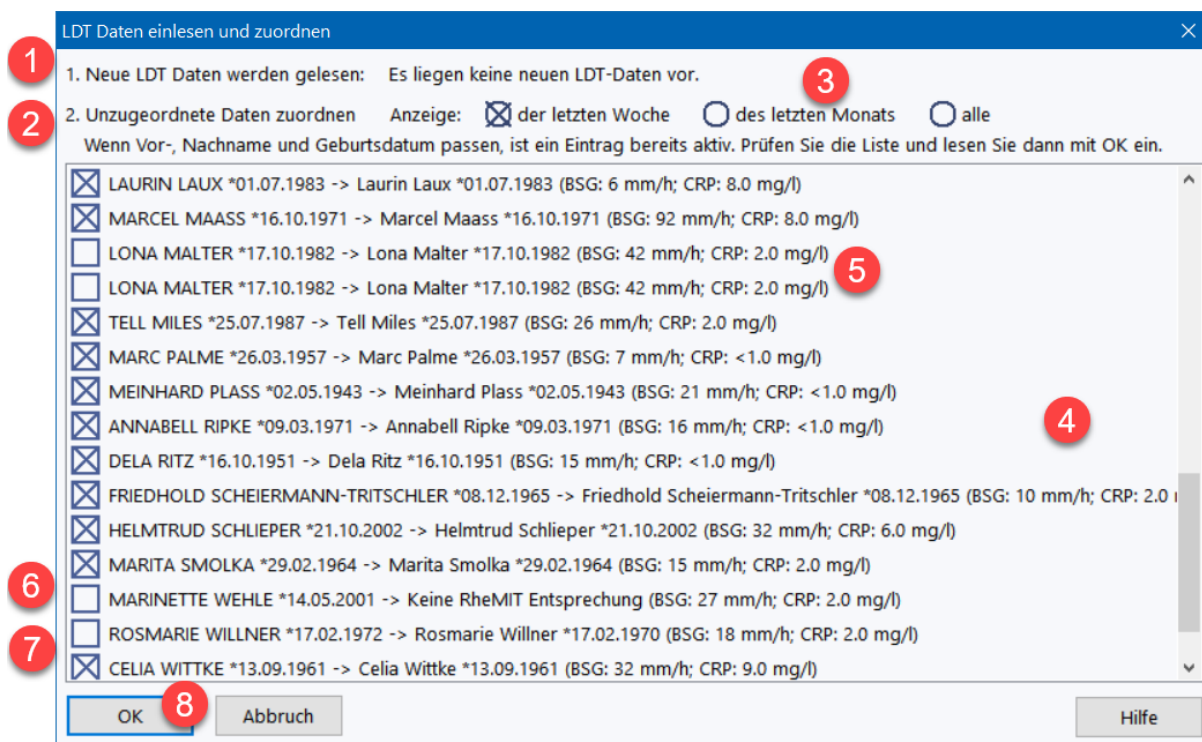 LDT Daten einlesen und zuordnen
1
1. Neue LDT Daten werden gelesen: Es liegen keine neuen LDT-Daten vor.
3
2
2. Unzugeordnete Daten zuordnen Anzeige: der letzten Woche des letzten Monats alle
Wenn Vor-, Nachname und Geburtsdatum passen, ist ein Eintrag bereits aktiv. Prüfen Sie die Liste und lesen Sie dann mit OK ein.
LAURIN LAUX *01.07.1983 -> Laurin Laux *01.07.1983 (BSG: 6 mm/h; CRP: 8.0 mg/l)
MARCEL MAASS *16.10.1971 -> Marcel Maass *16.10.1971 (BSG: 92 mm/h; CRP: 8.0 mg/l)
LONA MALTER *17.10.1982 -> Lona Malter *17.10.1982 (BSG: 42 mm/h; CRP: 2.0 mg/l)
5
LONA MALTER *17.10.1982 -> Lona Malter *17.10.1982 (BSG: 42 mm/h; CRP: 2.0 mg/l)
TELL MILES *25.07.1987 -> Tell Miles *25.07.1987 (BSG: 26 mm/h; CRP: 2.0 mg/l)
MARC PALME *26.03.1957 -> Marc Palme *26.03.1957 (BSG: 7 mm/h; CRP: <1.0 mg/l)
MEINHARD PLASS *02.05.1943 -> Meinhard Plass *02.05.1943 (BSG: 21 mm/h; CRP: <1.0 mg/l)
4
ANNABELL RIPKE *09.03.1971 -> Annabell Ripke *09.03.1971 (BSG: 16 mm/h; CRP: <1.0 mg/l)
DELA RITZ *16.10.1951 -> Dela Ritz *16.10.1951 (BSG: 15 mm/h; CRP: <1.0 mg/l)
FRIEDHOLD SCHEIERMANN-TRITSCHLER *08.12.1965 -> Friedhold Scheiermann-Tritschler *08.12.1965 (BSG: 10 mm/h; CRP: 2.0
HELMTRUD SCHLIEPER *21.10.2002 -> Helmtrud Schlieper *21.10.2002 (BSG: 32 mm/h; CRP: 6.0 mg/l)
MARITA SMOLKA *29.02.1964 -> Marita Smolka *29.02.1964 (BSG: 15 mm/h; CRP: 2.0 mg/l)
6
MARINETTE WEHLE *14.05.2001 -> Keine RheMIT Entsprechung (BSG: 27 mm/h; CRP: 2.0 mg/l)
ROSMARIE WILLNER *17.02.1972 -> Rosmarie Willner *17.02.1970 (BSG: 18 mm/h; CRP: 2.0 mg/l)
7
CELIA WITTKE *13.09.1961 -> Celia Wittke *13.09.1961 (BSG: 32 mm/h; CRP: 9.0 mg/l)
OK 8 Abbruch Hilfe